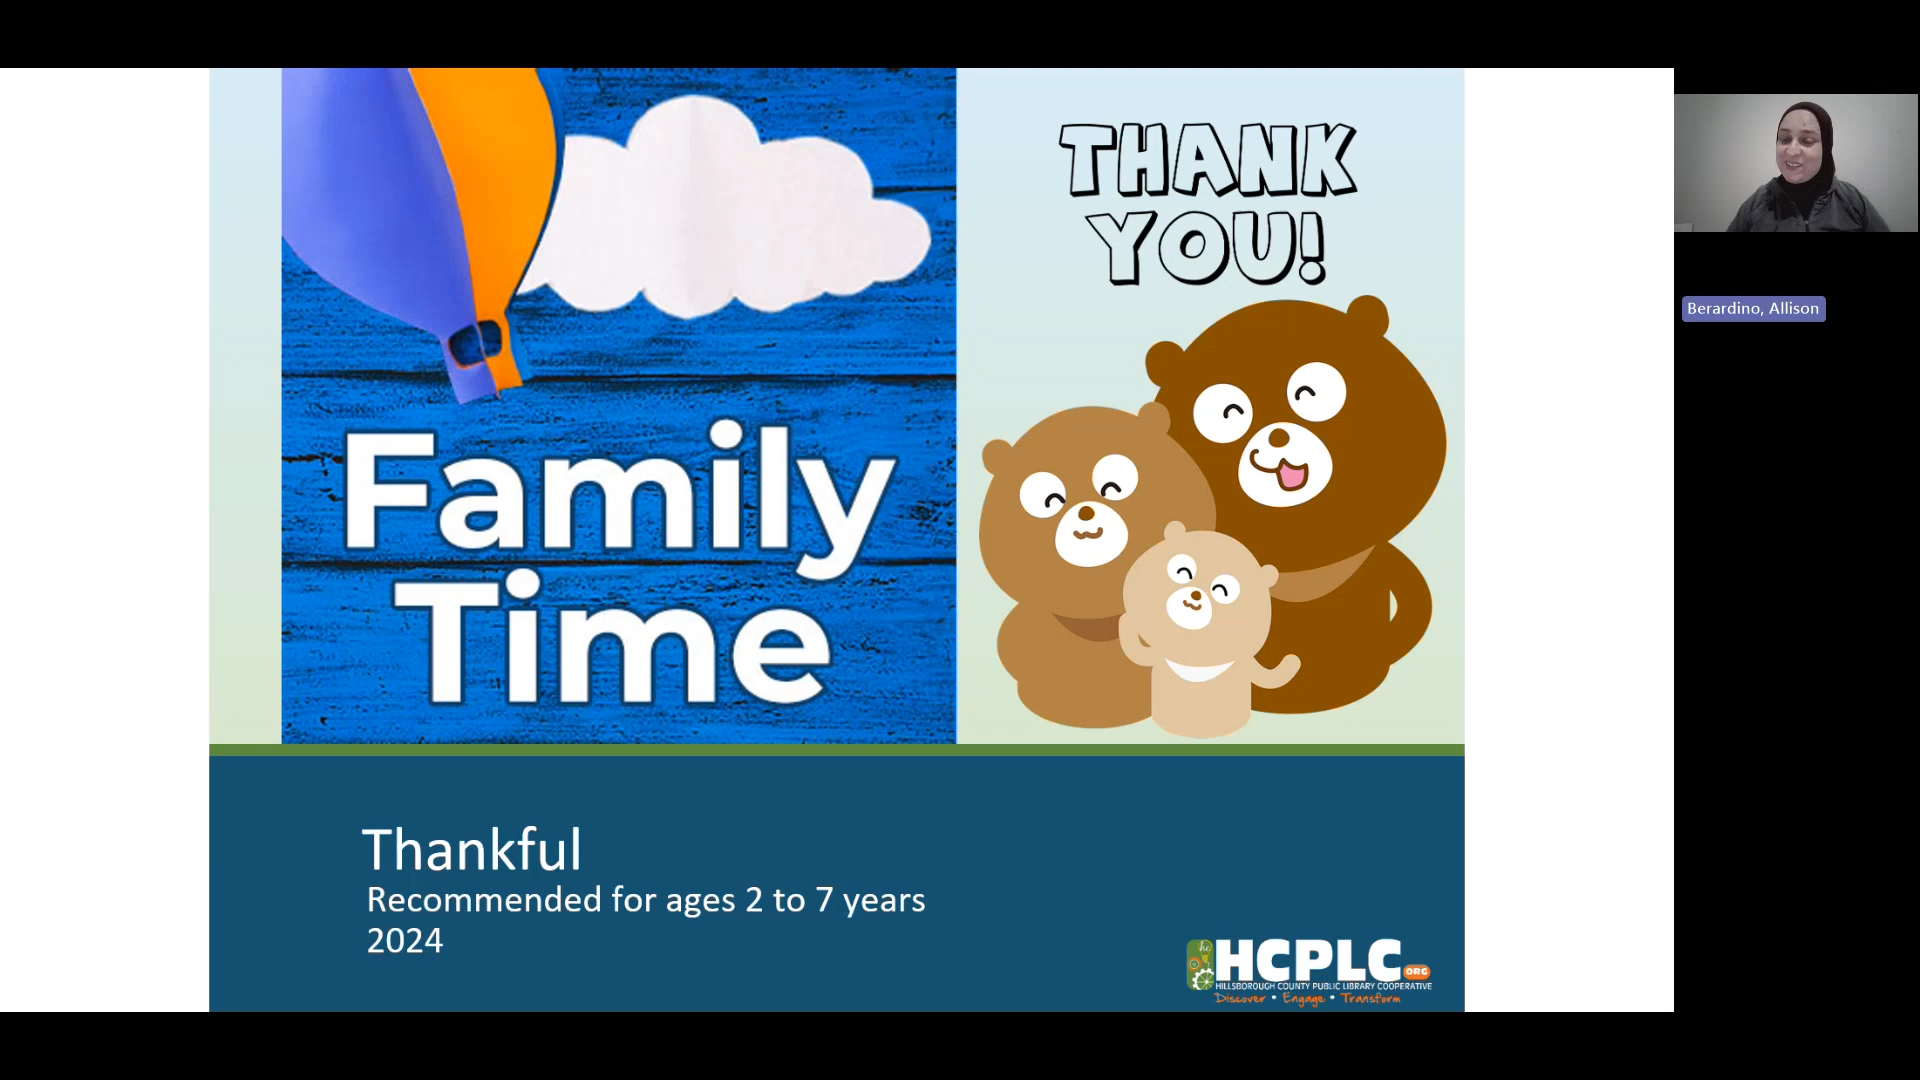 Family
Time
THANK
YOU!
Berardino, Allison
Thankful
Recommended for ages 2 to 7 years
2024
hc
HCPLC.ORG
HILLSBOROUGH COUNTY PUBLIC LIBRARY COOPERATIVE
Discover • Engage • Transform